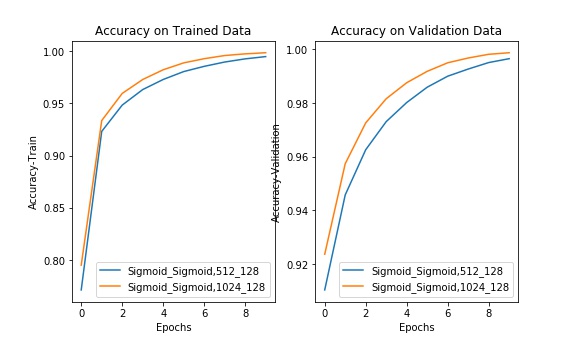 Accuracy on Trained Data
Accuracy-Train
1.00
0.95
0.90
0.85
0.80
0 2 4 6 8
Epochs
Sigmoid_Sigmoid,512_128
Sigmoid_Sigmoid,1024_128
Accuracy on Validation Data
Accuracy-Validation
1.00
0.98
0.96
0.94
0.92
0 2 4 6 8
Epochs
Sigmoid_Sigmoid,512_128
Sigmoid_Sigmoid,1024_128